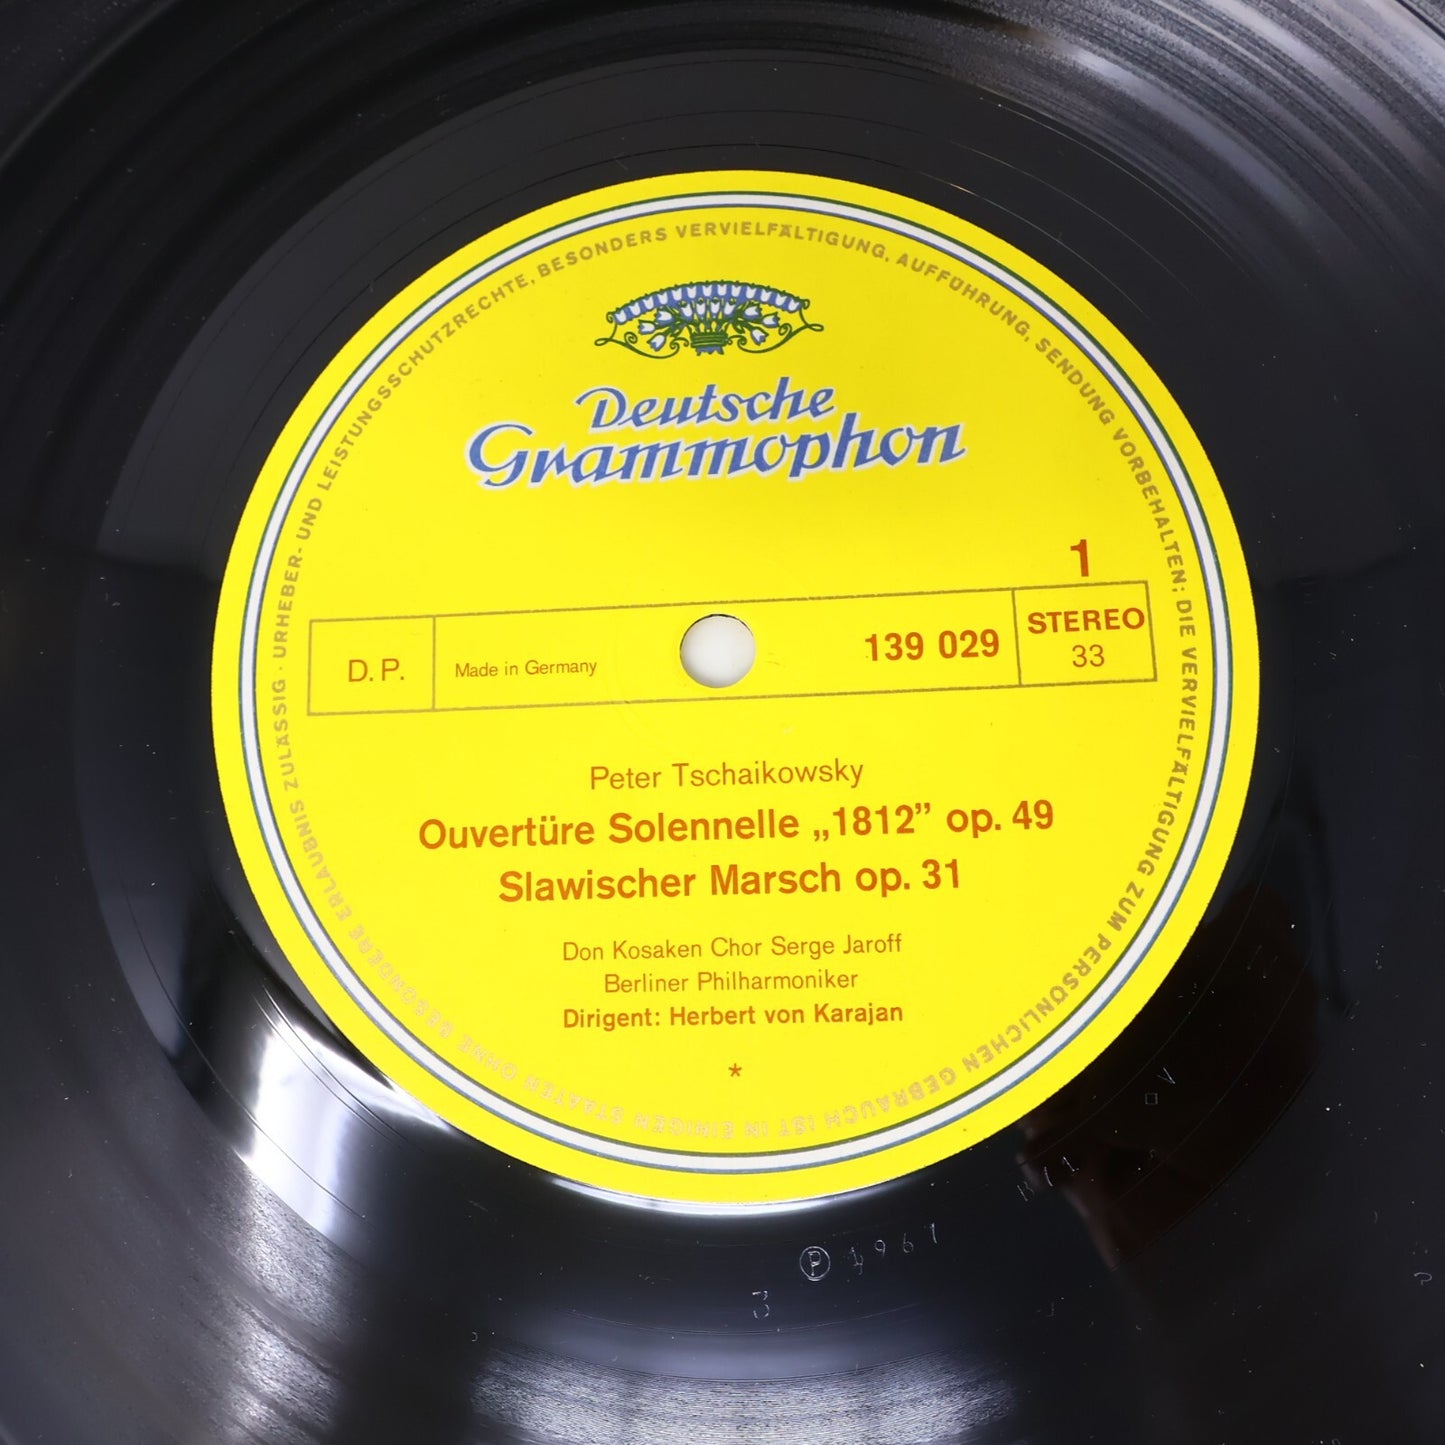 URHEBER- UND LEISTUNGSSCHUTZRECHTE, BESONDERS VERVIELFÄLTIGUNG, AUFFÜHRUNG, SENDUNG VORBEHALTEN; DIE VERVIELFÄLTIGUNG ZUM PERSÖNLICHEN GEBRAUCH IST IN EINIGEN STAATEN OHNE BESONDERE ERLAUBNIS ZULÄSSIG ·
Deutsche
Grammophon
1
D.P.
Made in Germany
139 029
STEREO
33
Peter Tschaikowsky
Ouvertüre Solennelle „1812” op. 49
Slawischer Marsch op. 31
Don Kosaken Chor Serge Jaroff
Berliner Philharmoniker
Dirigent: Herbert von Karajan
*
Ⓟ 1967